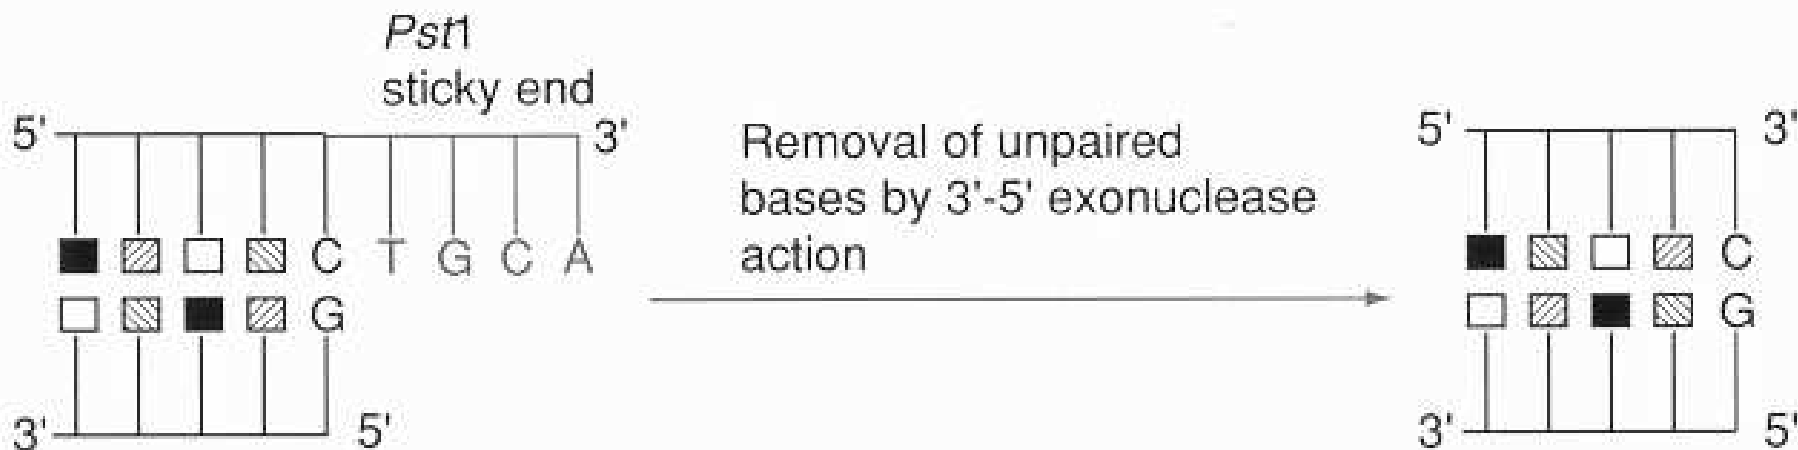 Pst1
sticky end
5' 3'
Removal of unpaired
bases by 3'-5' exonuclease
action
5' 3'
C T G C A
G
C
G
3' 5'
3' 5'